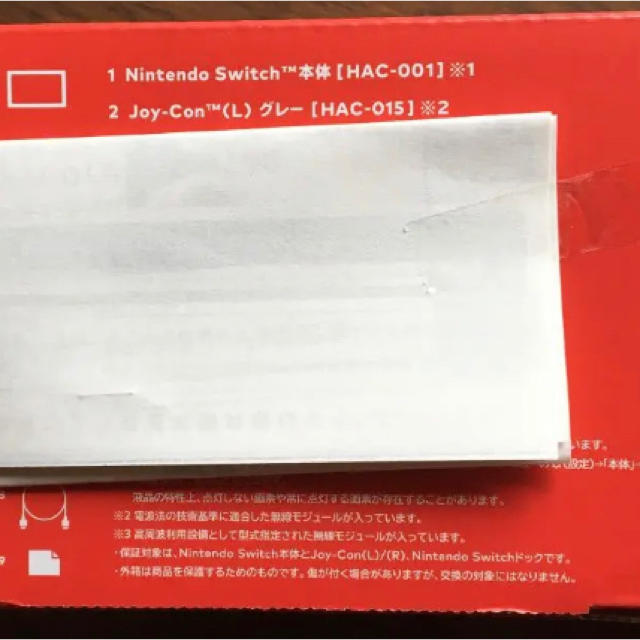 1 Nintendo Switch™本体[HAC-001]※1
2 Joy-Con™(L) グレー[HAC-015]※2
います。
(設定)→「本体」→
液晶の特性上、点灯しない画素や常に点灯する画素が存在することがあります。
※2 電波法の技術基準に適合した無線モジュールが入っています。
※3 高周波利用設備として型式指定された無線モジュールが入っています。
・保証対象は、Nintendo Switch本体とJoy-Con(L)/(R)、Nintendo Switchドックです。
9
・外箱は商品を保護するためのものです。傷が付く場合がありますが、交換の対象にはなりません。